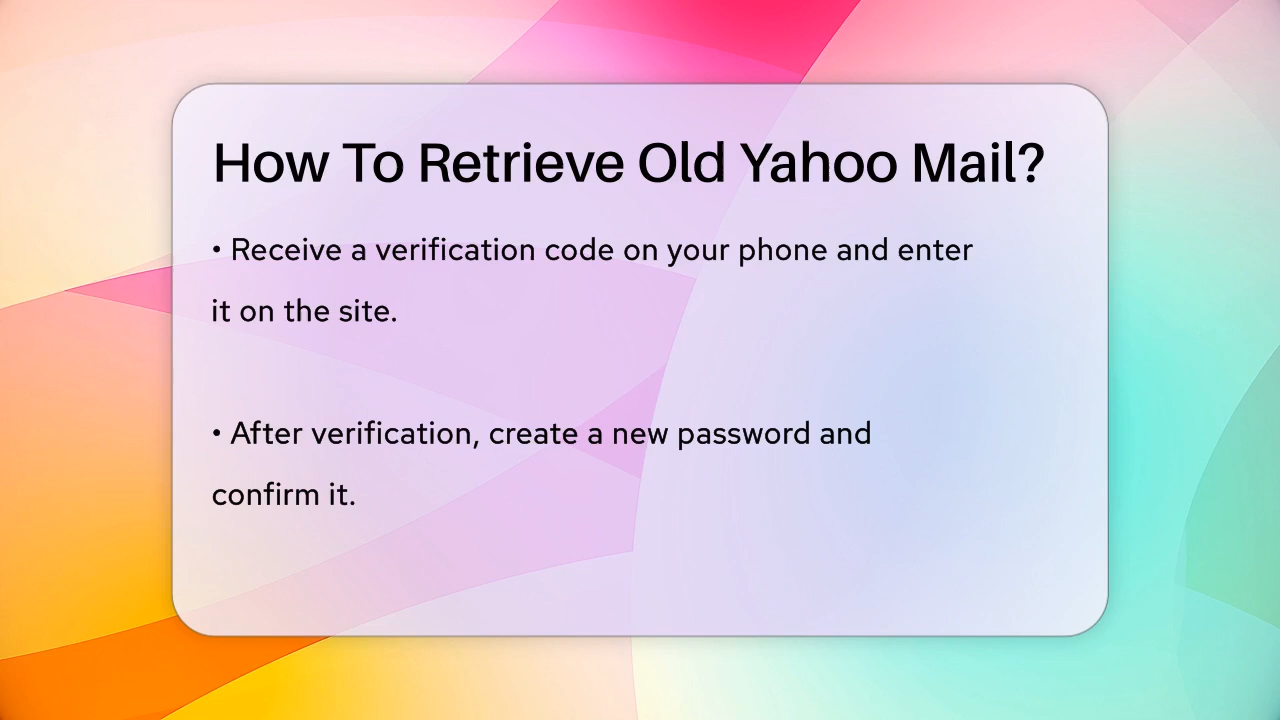 How To Retrieve Old Yahoo Mail?
• Receive a verification code on your phone and enter
it on the site.
• After verification, create a new password and
confirm it.